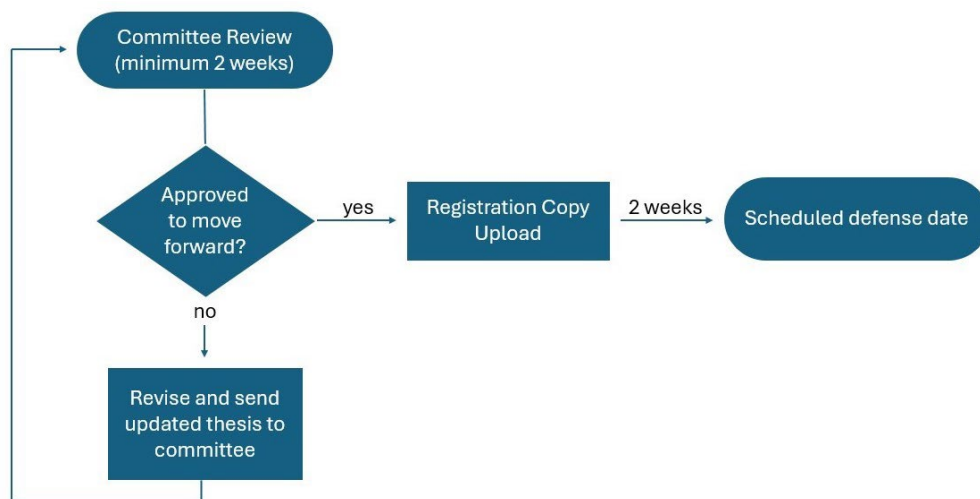 Committee Review
(minimum 2 weeks)
Approved
to move
forward?
yes
Registration Copy
Upload
2 weeks
Scheduled defense date
no
Revise and send
updated thesis to
committee